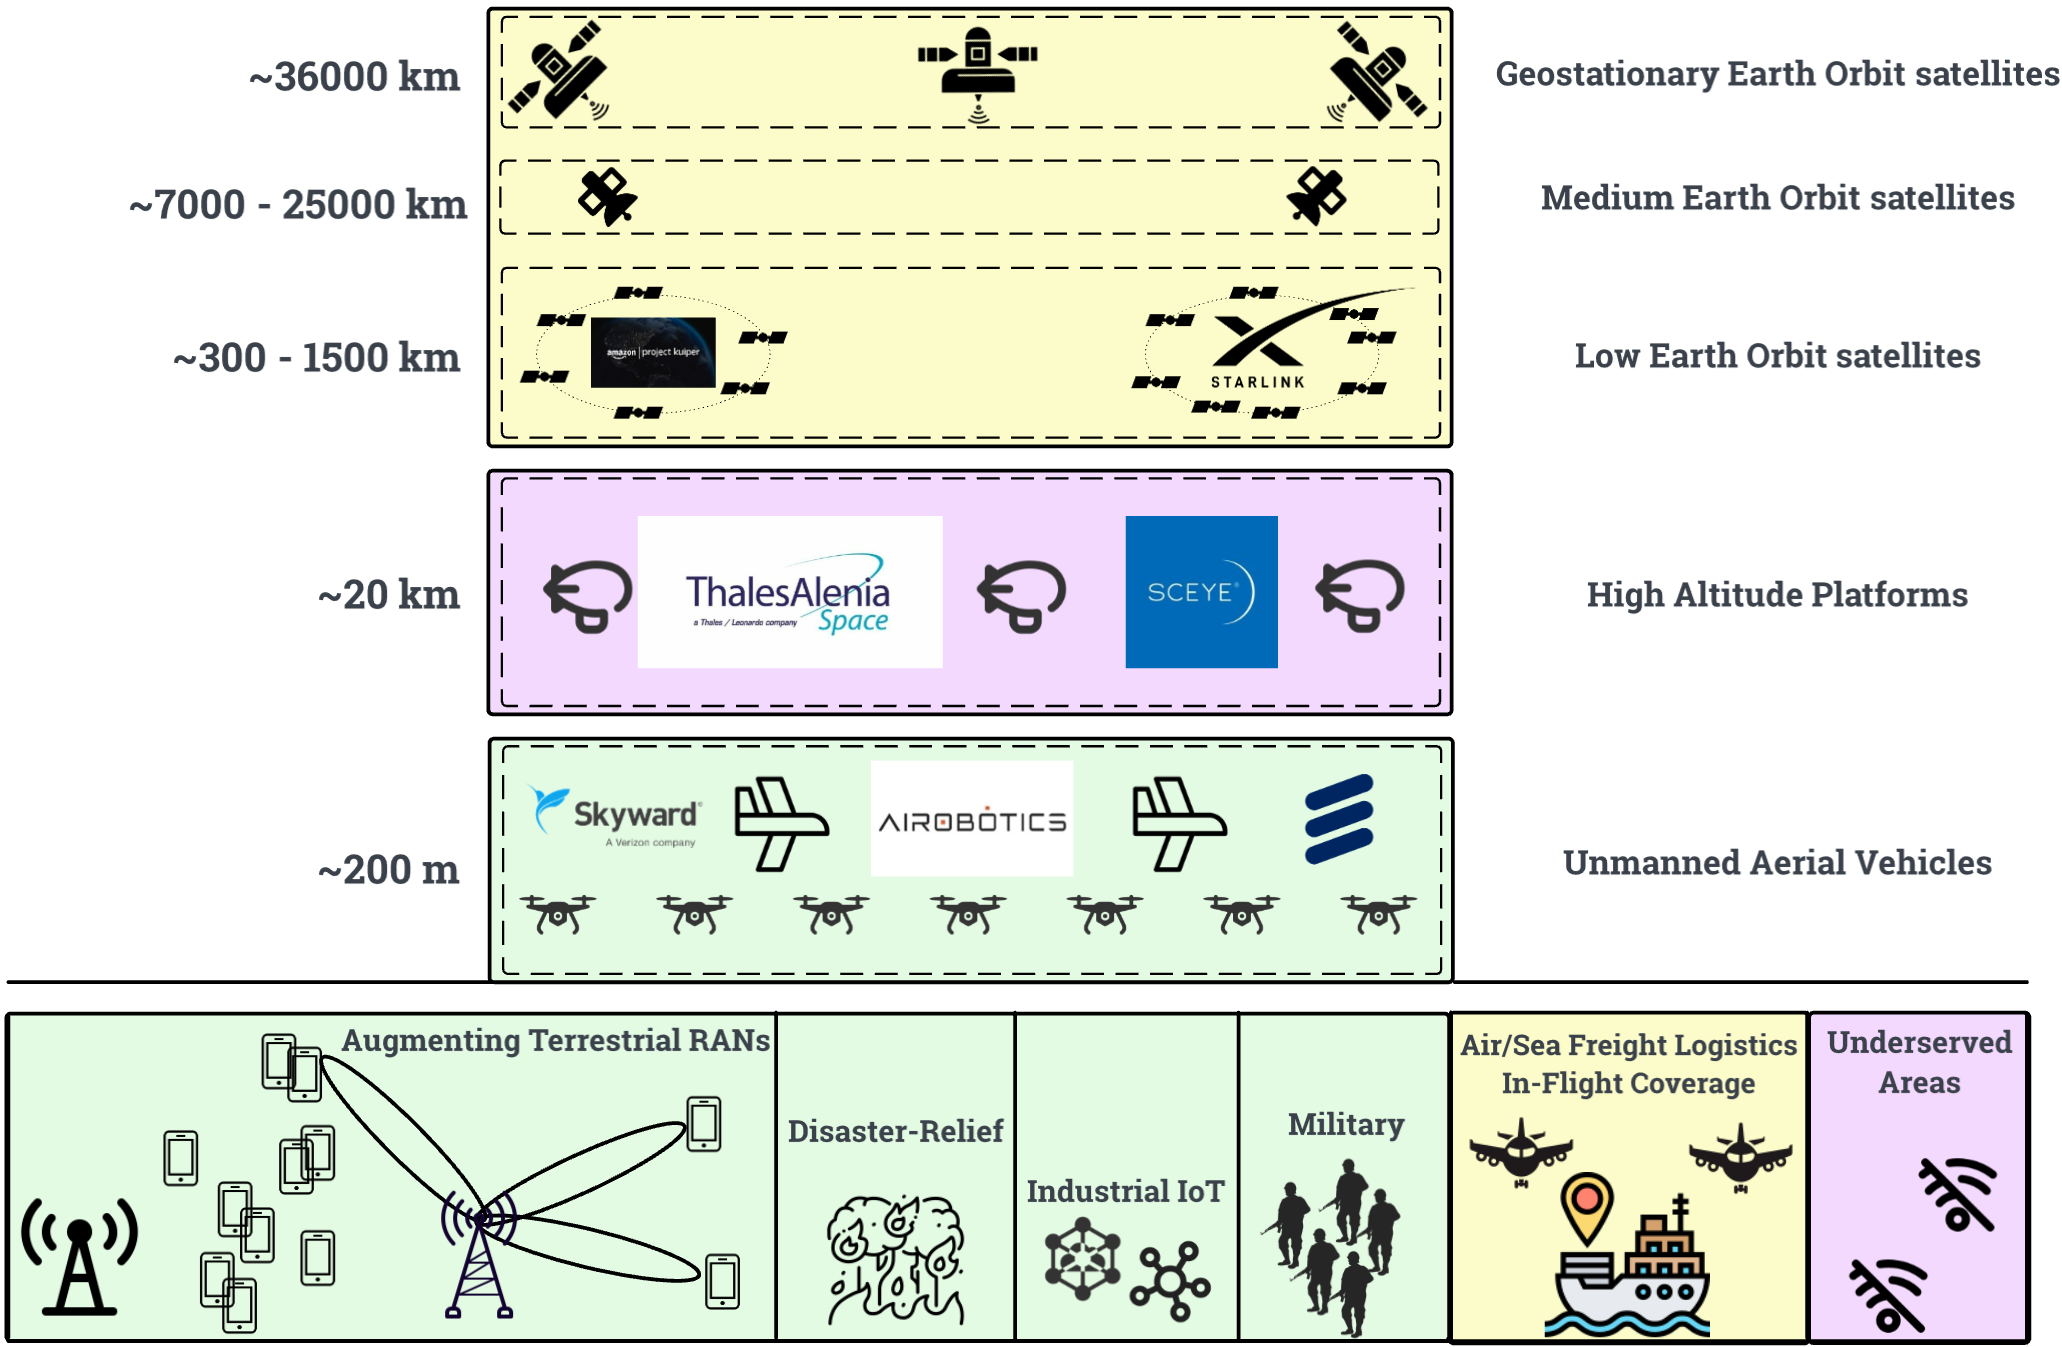 ~36000 km
Geostationary Earth Orbit satellites
~7000 - 25000 km
Medium Earth Orbit satellites
~300 - 1500 km
amazon | project kuiper
STARLINK
Low Earth Orbit satellites
~20 km
ThalesAlenia
a Thales / Leonardo company
Space
SCEYE®
High Altitude Platforms
~200 m
Skyward®
A Verizon company
AIROBOTICS
Unmanned Aerial Vehicles
Augmenting Terrestrial RANs
Disaster-Relief
Industrial IoT
Military
Air/Sea Freight Logistics
In-Flight Coverage
Underserved
Areas